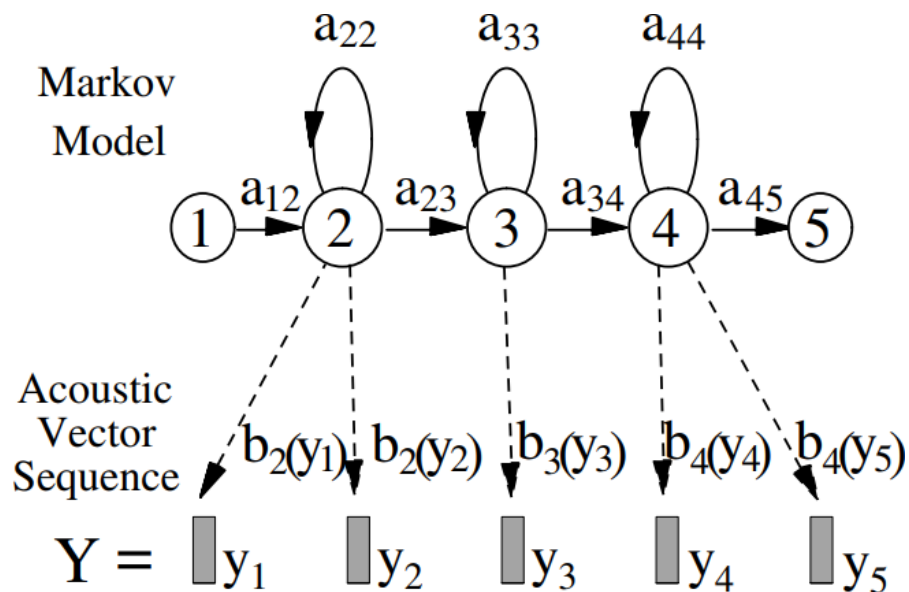 a₂₂ a₃₃ a₄₄
Markov
Model
a₁₂ a₂₃ a₃₄ a₄₅
1 2 3 4 5
Acoustic
Vector
Sequence
b₂(y₁) b₂(y₂) b₃(y₃) b₄(y₄) b₄(y₅)
Y = y₁ y₂ y₃ y₄ y₅